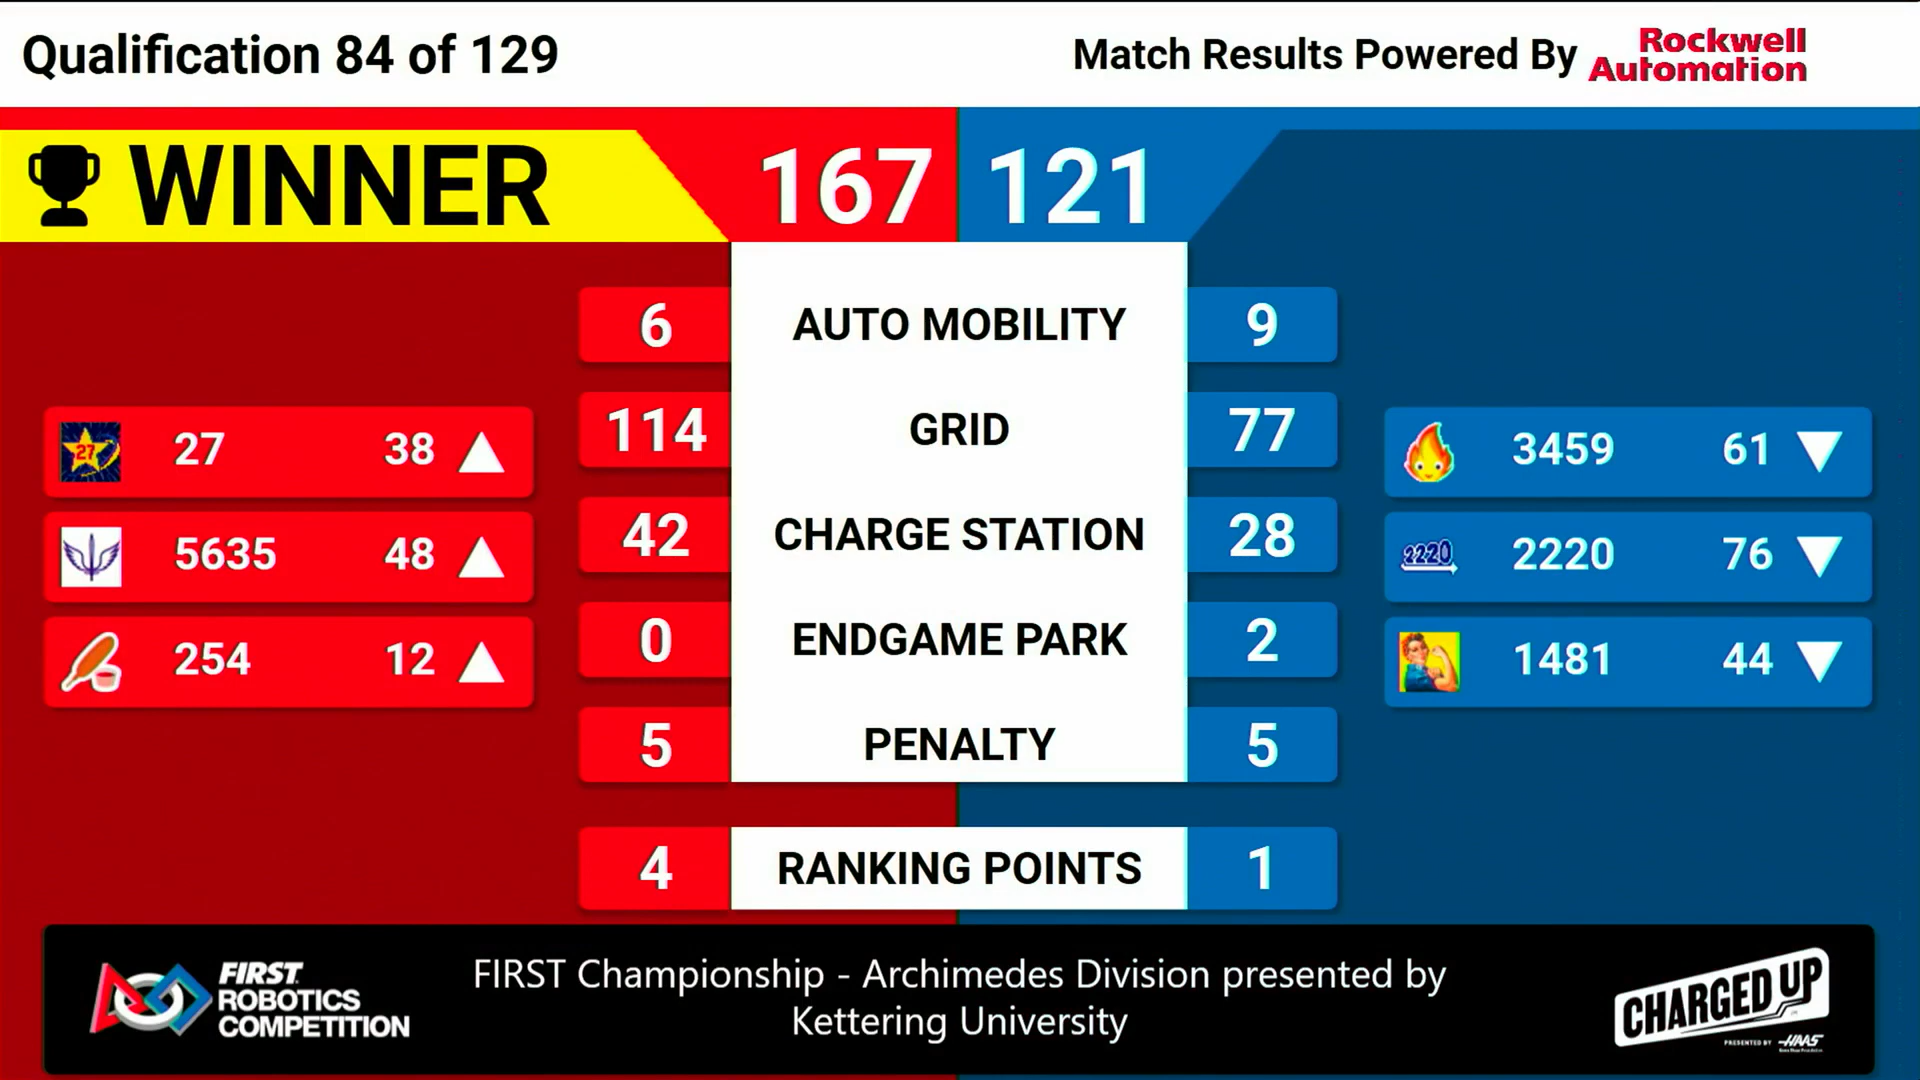 Qualification 84 of 129
Match Results Powered By
Rockwell
Automation
WINNER 167 121
6 AUTO MOBILITY 9
114 GRID 77
42 CHARGE STATION 28
0 ENDGAME PARK 2
5 PENALTY 5
4 RANKING POINTS 1
27
27 38
5635 48
254 12
3459 61
2220
2220 76
1481 44
FIRST
ROBOTICS
COMPETITION
FIRST Championship - Archimedes Division presented by
Kettering University
CHARGED UP
PRESENTED BY HAAS